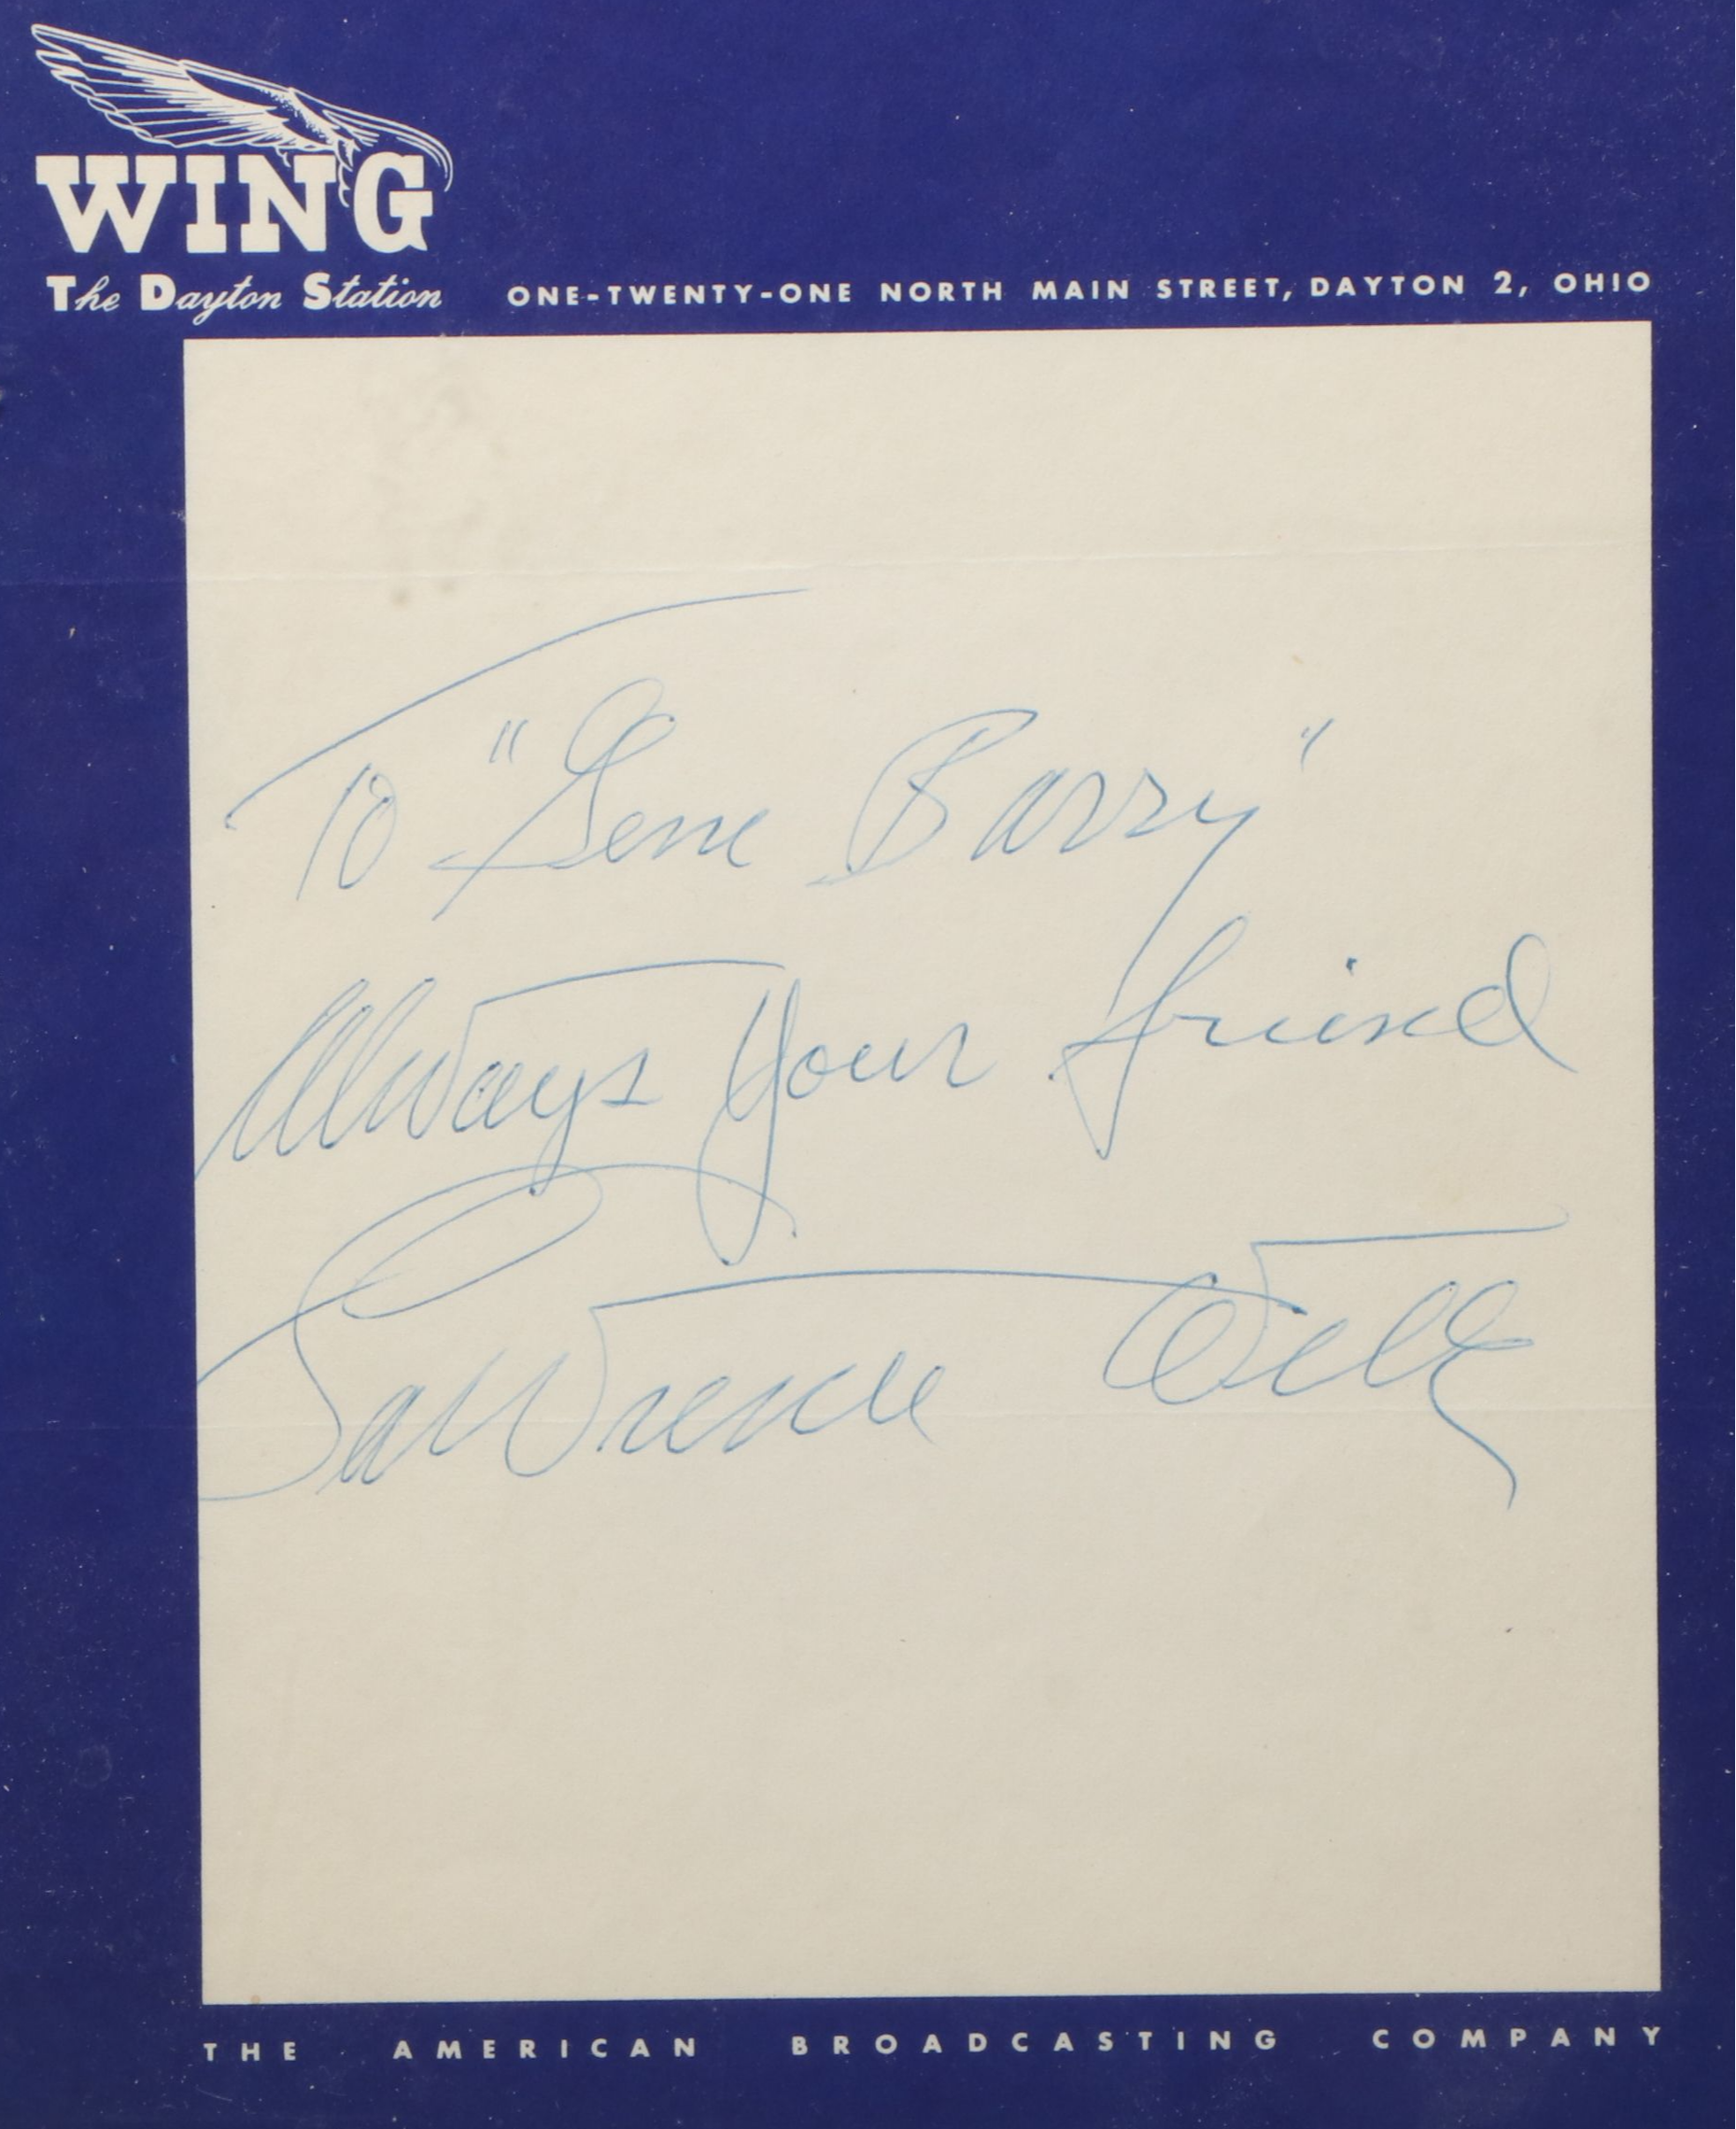 WING
The Dayton Station ONE-TWENTY-ONE NORTH MAIN STREET, DAYTON 2, OHIO
To "Gene Barry"
Always Your friend
Lawrence Welk
THE AMERICAN BROADCASTING COMPANY